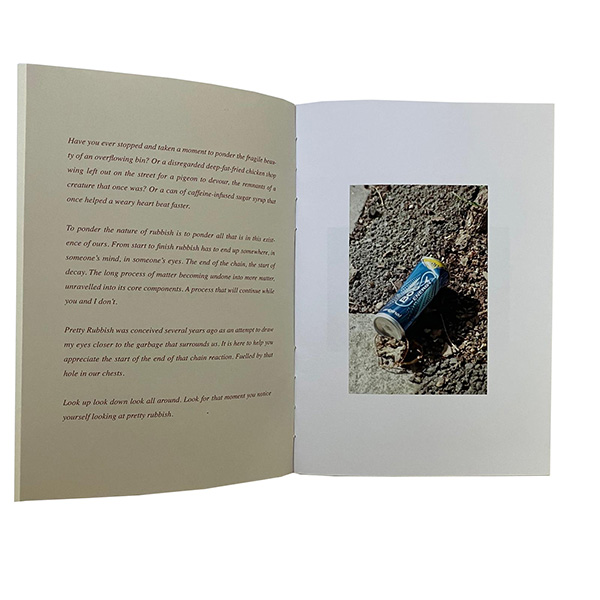 Have you ever stopped and taken a moment to ponder the fragile beau-
ty of an overflowing bin? Or a disregarded deep-fat-fried chicken shop
wing left out on the street for a pigeon to devour, the remnants of a
creature that once was? Or a can of caffeine-infused sugar syrup that
once helped a weary heart beat faster.
To ponder the nature of rubbish is to ponder all that is in this exist-
ence of ours. From start to finish rubbish has to end up somewhere, in
someone's mind, in someone's eyes. The end of the chain, the start of
decay. The long process of matter becoming undone into more matter,
unravelled into its core components. A process that will continue while
you and I don't.
Pretty Rubbish was conceived several years ago as an attempt to draw
my eyes closer to the garbage that surrounds us. It is here to help you
appreciate the start of the end of that chain reaction. Fuelled by that
hole in our chests.
Look up look down look all around. Look for that moment you notice
yourself looking at pretty rubbish.
ENERGY